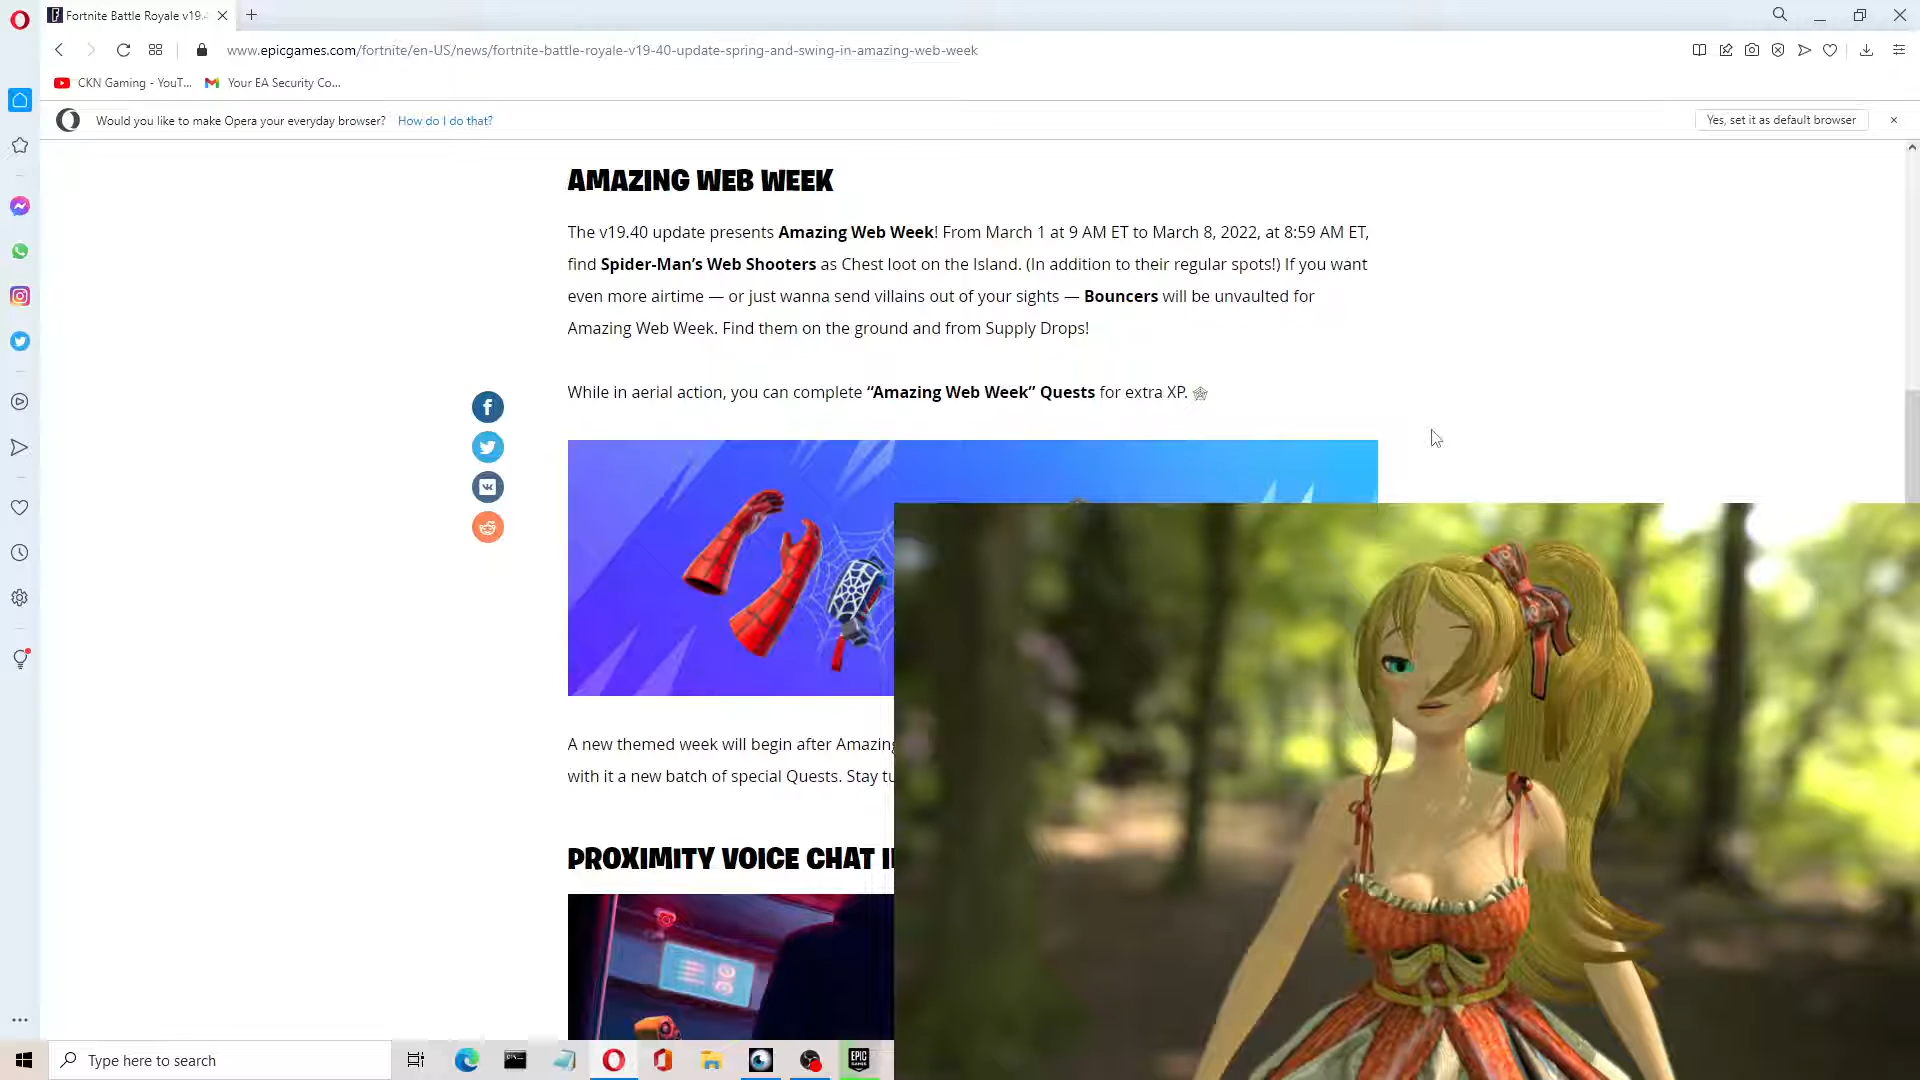 Fortnite Battle Royale v19.
www.epicgames.com/fortnite/en-US/news/fortnite-battle-royale-v19-40-update-spring-and-swing-in-amazing-web-week
CKN Gaming - YouT...
Your EA Security Co...
Would you like to make Opera your everyday browser? How do I do that?
Yes, set it as default browser
AMAZING WEB WEEK
The v19.40 update presents Amazing Web Week! From March 1 at 9 AM ET to March 8, 2022, at 8:59 AM ET,
find Spider-Man’s Web Shooters as Chest loot on the Island. (In addition to their regular spots!) If you want
even more airtime — or just wanna send villains out of your sights — Bouncers will be unvaulted for
Amazing Web Week. Find them on the ground and from Supply Drops!
While in aerial action, you can complete “Amazing Web Week” Quests for extra XP.
A new themed week will begin after Amazing
with it a new batch of special Quests. Stay tu
PROXIMITY VOICE CHAT I
Type here to search
EPIC
GAMES